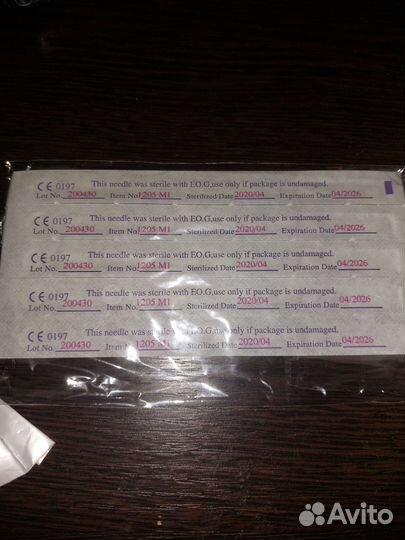 CE 0197 This needle was sterile with EO.G,use only if package is undamaged.
Lot No. 200430 Item No. 1205 M1 Sterilized Date 2020/04 Expiration Date 04/2026
CE 0197 This needle was sterile with EO.G,use only if package is undamaged.
Lot No. 200430 Item No. 1205 M1 Sterilized Date 2020/04 Expiration Date 04/2026
CE 0197 This needle was sterile with EO.G,use only if package is undamaged.
Lot No. 200430 Item No. 1205 M1 Sterilized Date 2020/04 Expiration Date 04/2026
CE 0197 This needle was sterile with EO.G,use only if package is undamaged.
Lot No. 200430 Item No. 1205 M1 Sterilized Date 2020/04 Expiration Date 04/2026
CE 0197 This needle was sterile with EO.G,use only if package is undamaged.
Lot No. 200430 Item 1205 M1 Sterilized Date 2020/04 Expiration Date 04/2026
Avito